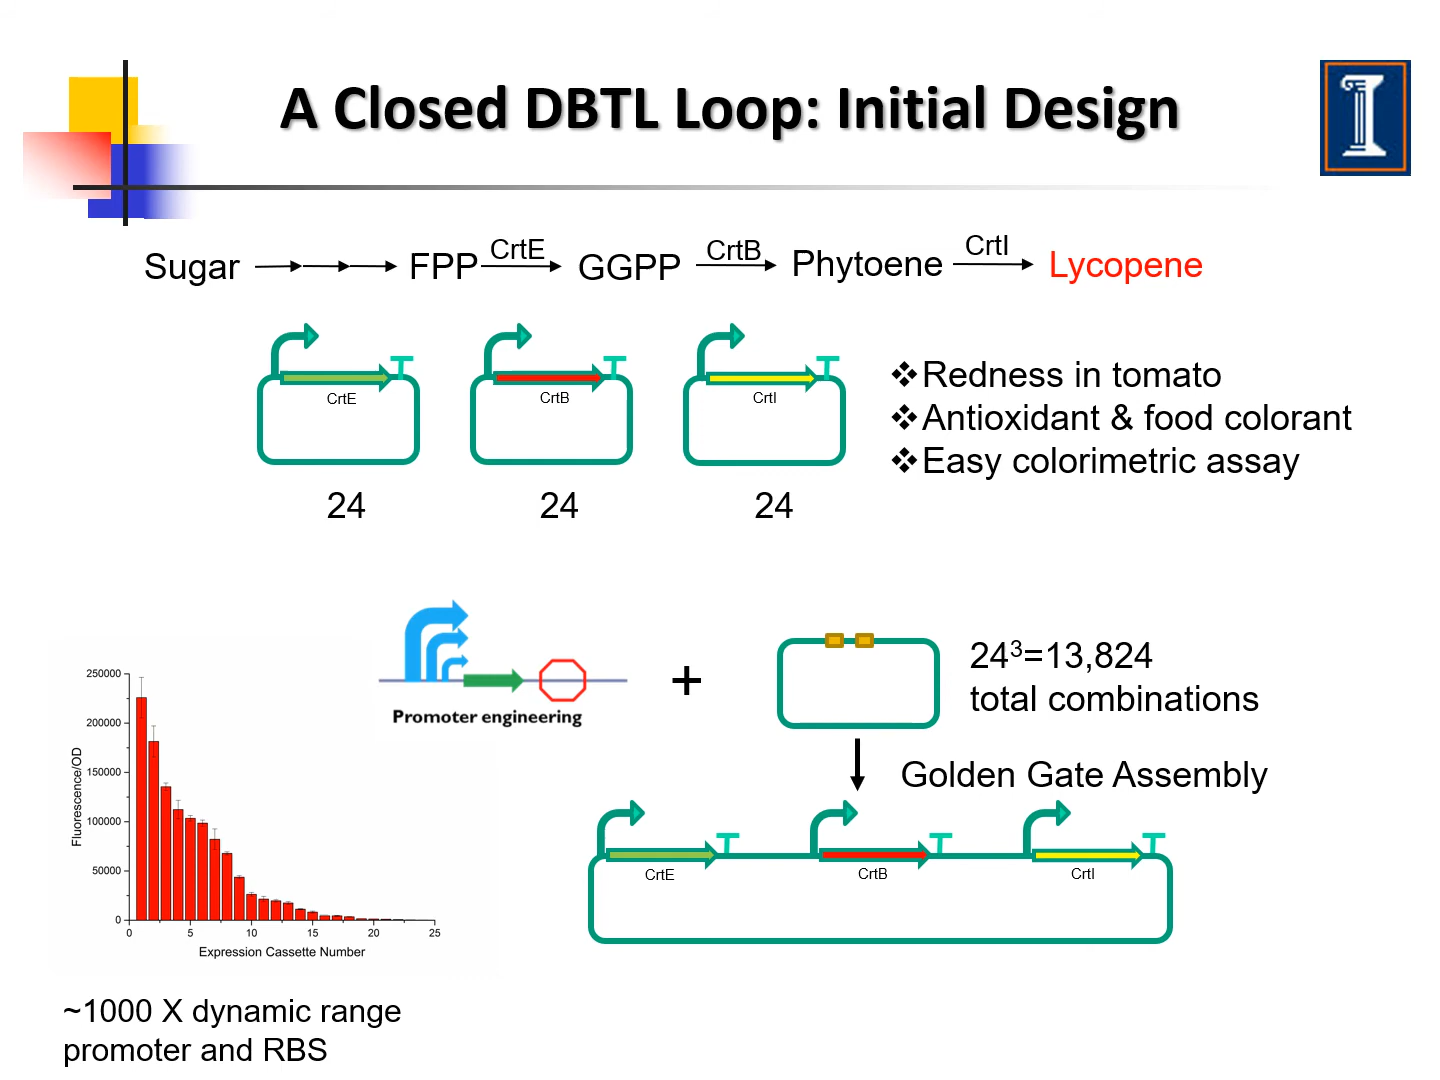 A Closed DBTL Loop: Initial Design
Sugar FPP CrtE GGPP CrtB Phytoene CrtI Lycopene
CrtE
CrtB
CrtI
24
24
24
❖Redness in tomato
❖Antioxidant & food colorant
❖Easy colorimetric assay
Promoter engineering
+
24³=13,824
total combinations
Golden Gate Assembly
CrtE
CrtB
CrtI
250000
200000
150000
100000
50000
0
Fluorescence/OD
0 5 10 15 20 25
Expression Cassette Number
~1000 X dynamic range
promoter and RBS